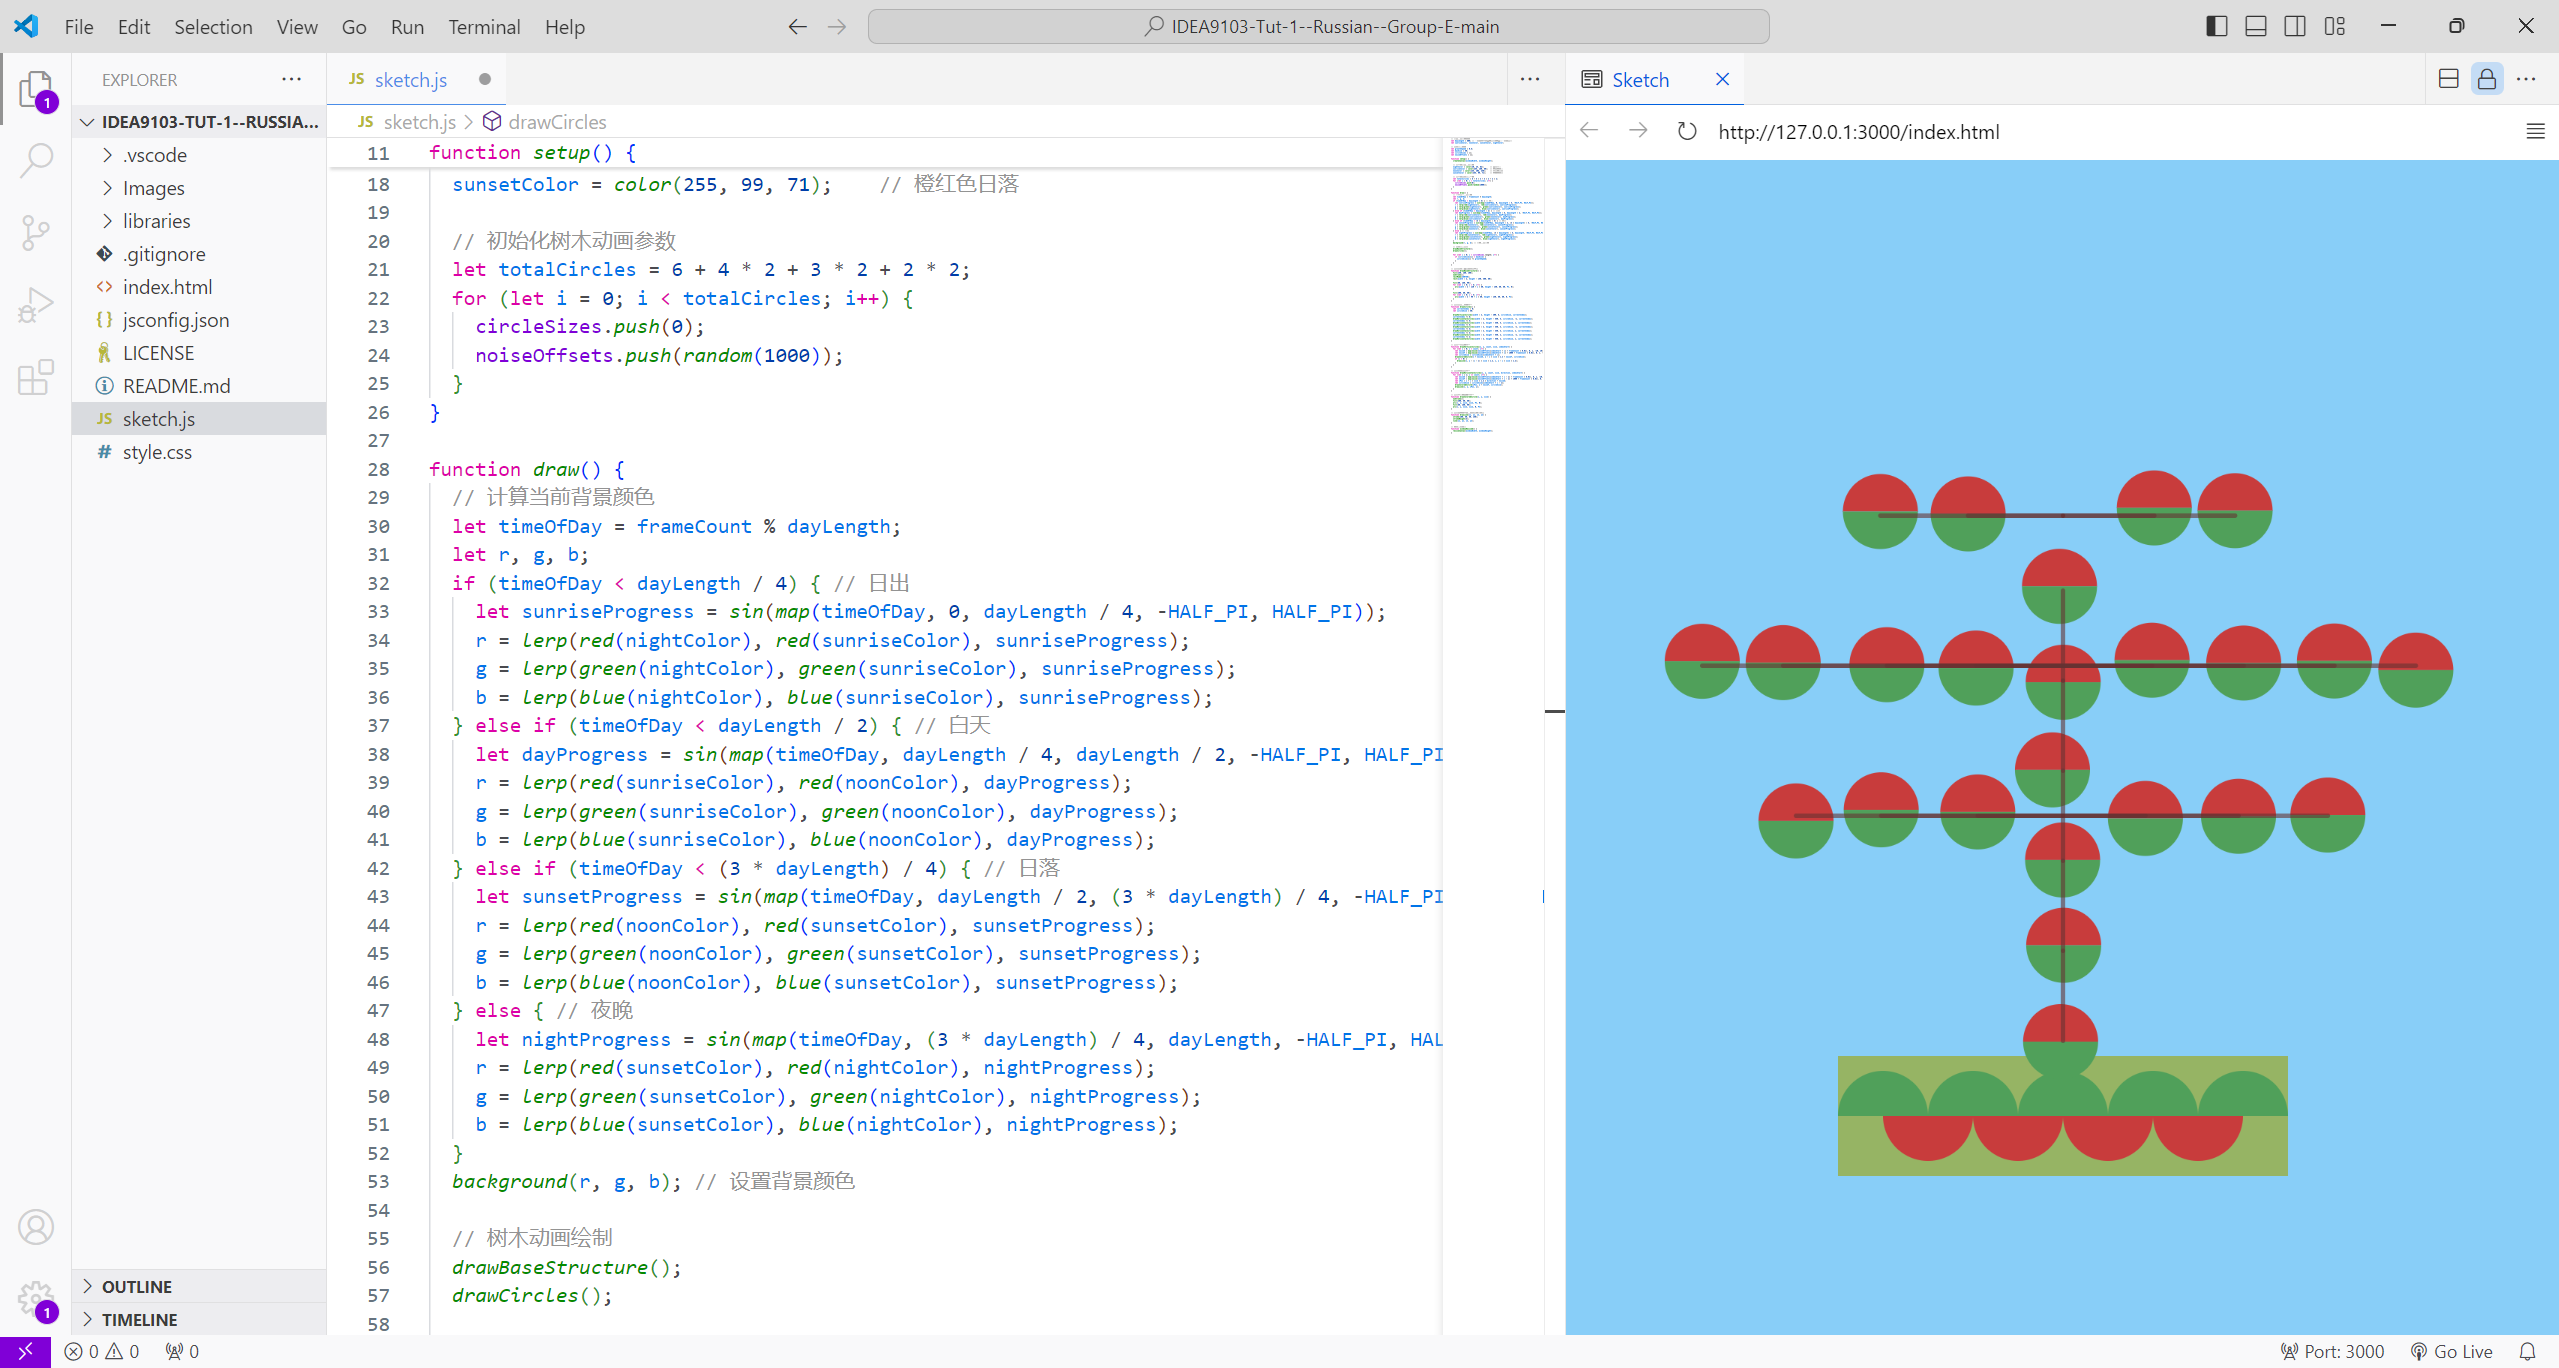 File Edit Selection View Go Run Terminal Help
IDEA9103-Tut-1--Russian--Group-E-main
EXPLORER
JS sketch.js
Sketch
1
IDEA9103-TUT-1--RUSSIA...
JS sketch.js > drawCircles
http://127.0.0.1:3000/index.html
.vscode
Images
libraries
.gitignore
index.html
jsconfig.json
LICENSE
README.md
JS sketch.js
# style.css
11 function setup() {
18 sunsetColor = color(255, 99, 71); // 橙红色日落
19
20 // 初始化树木动画参数
21 let totalCircles = 6 + 4 * 2 + 3 * 2 + 2 * 2;
22 for (let i = 0; i < totalCircles; i++) {
23 circleSizes.push(0);
24 noiseOffsets.push(random(1000));
25 }
26 }
27
28 function draw() {
29 // 计算当前背景颜色
30 let timeOfDay = frameCount % dayLength;
31 let r, g, b;
32 if (timeOfDay < dayLength / 4) { // 日出
33 let sunriseProgress = sin(map(timeOfDay, 0, dayLength / 4, -HALF_PI, HALF_PI));
34 r = lerp(red(nightColor), red(sunriseColor), sunriseProgress);
35 g = lerp(green(nightColor), green(sunriseColor), sunriseProgress);
36 b = lerp(blue(nightColor), blue(sunriseColor), sunriseProgress);
37 } else if (timeOfDay < dayLength / 2) { // 白天
38 let dayProgress = sin(map(timeOfDay, dayLength / 4, dayLength / 2, -HALF_PI, HALF_PI
39 r = lerp(red(sunriseColor), red(noonColor), dayProgress);
40 g = lerp(green(sunriseColor), green(noonColor), dayProgress);
41 b = lerp(blue(sunriseColor), blue(noonColor), dayProgress);
42 } else if (timeOfDay < (3 * dayLength) / 4) { // 日落
43 let sunsetProgress = sin(map(timeOfDay, dayLength / 2, (3 * dayLength) / 4, -HALF_PI
44 r = lerp(red(noonColor), red(sunsetColor), sunsetProgress);
45 g = lerp(green(noonColor), green(sunsetColor), sunsetProgress);
46 b = lerp(blue(noonColor), blue(sunsetColor), sunsetProgress);
47 } else { // 夜晚
48 let nightProgress = sin(map(timeOfDay, (3 * dayLength) / 4, dayLength, -HALF_PI, HAL
49 r = lerp(red(sunsetColor), red(nightColor), nightProgress);
50 g = lerp(green(sunsetColor), green(nightColor), nightProgress);
51 b = lerp(blue(sunsetColor), blue(nightColor), nightProgress);
52 }
53 background(r, g, b); // 设置背景颜色
54
55 // 树木动画绘制
56 drawBaseStructure();
57 drawCircles();
58
OUTLINE
1
TIMELINE
0 0 0
Port: 3000 Go Live